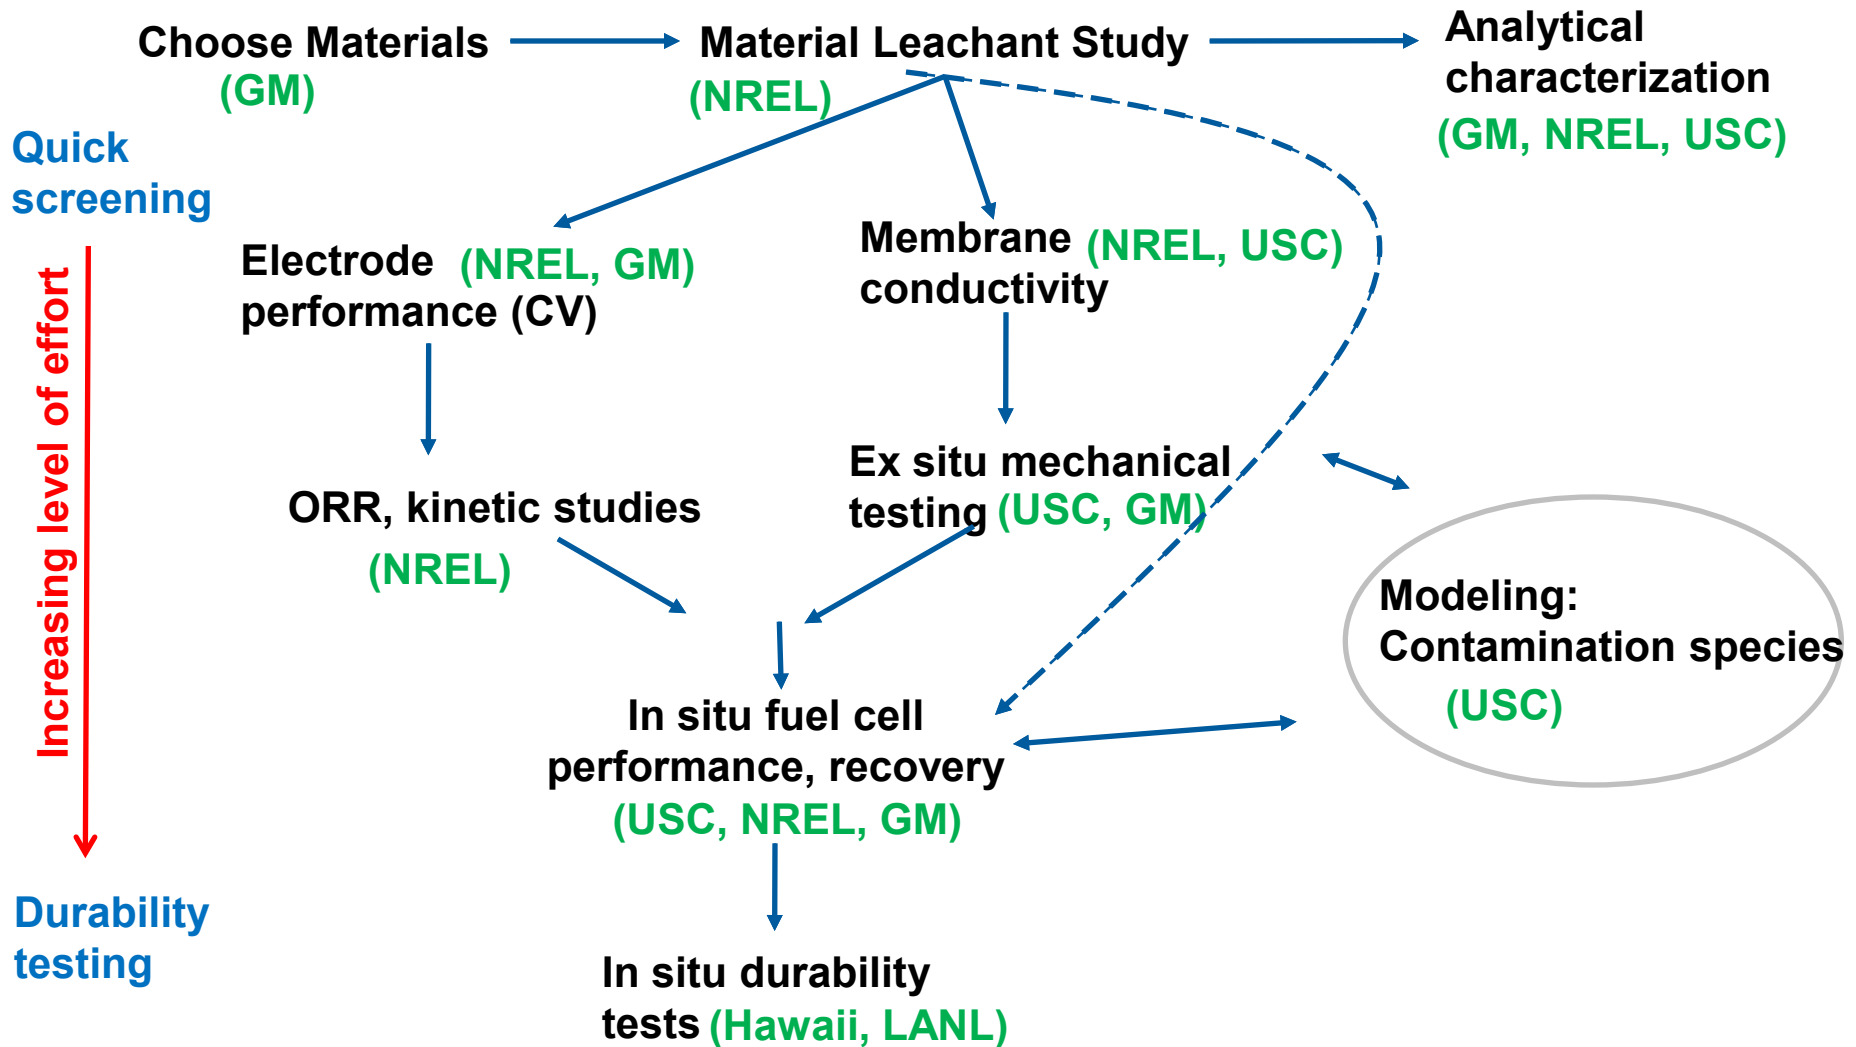 Choose Materials
(GM)
Material Leachant Study
(NREL)
Analytical
characterization
(GM, NREL, USC)
Quick
screening
Increasing level of effort
Electrode (NREL, GM)
performance (CV)
Membrane (NREL, USC)
conductivity
ORR, kinetic studies
(NREL)
Ex situ mechanical
testing (USC, GM)
Modeling:
Contamination species
(USC)
In situ fuel cell
performance, recovery
(USC, NREL, GM)
Durability
testing
In situ durability
tests (Hawaii, LANL)